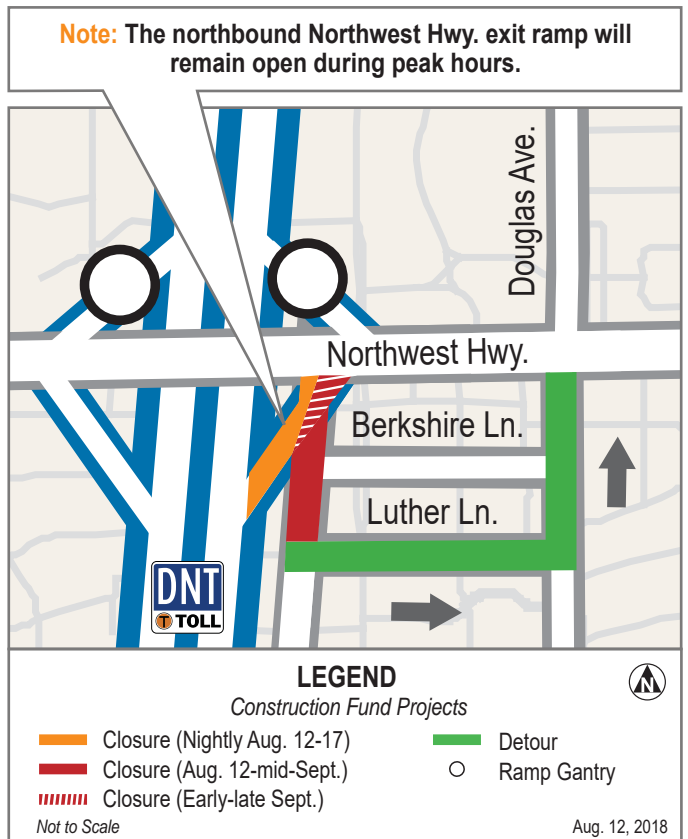 Note: The northbound Northwest Hwy. exit ramp will
remain open during peak hours.
Douglas Ave.
Northwest Hwy.
Berkshire Ln.
Luther Ln.
DNT
T TOLL
LEGEND
N
Construction Fund Projects
Closure (Nightly Aug. 12-17)
Detour
Closure (Aug. 12-mid-Sept.)
Ramp Gantry
Closure (Early-late Sept.)
Not to Scale
Aug. 12, 2018